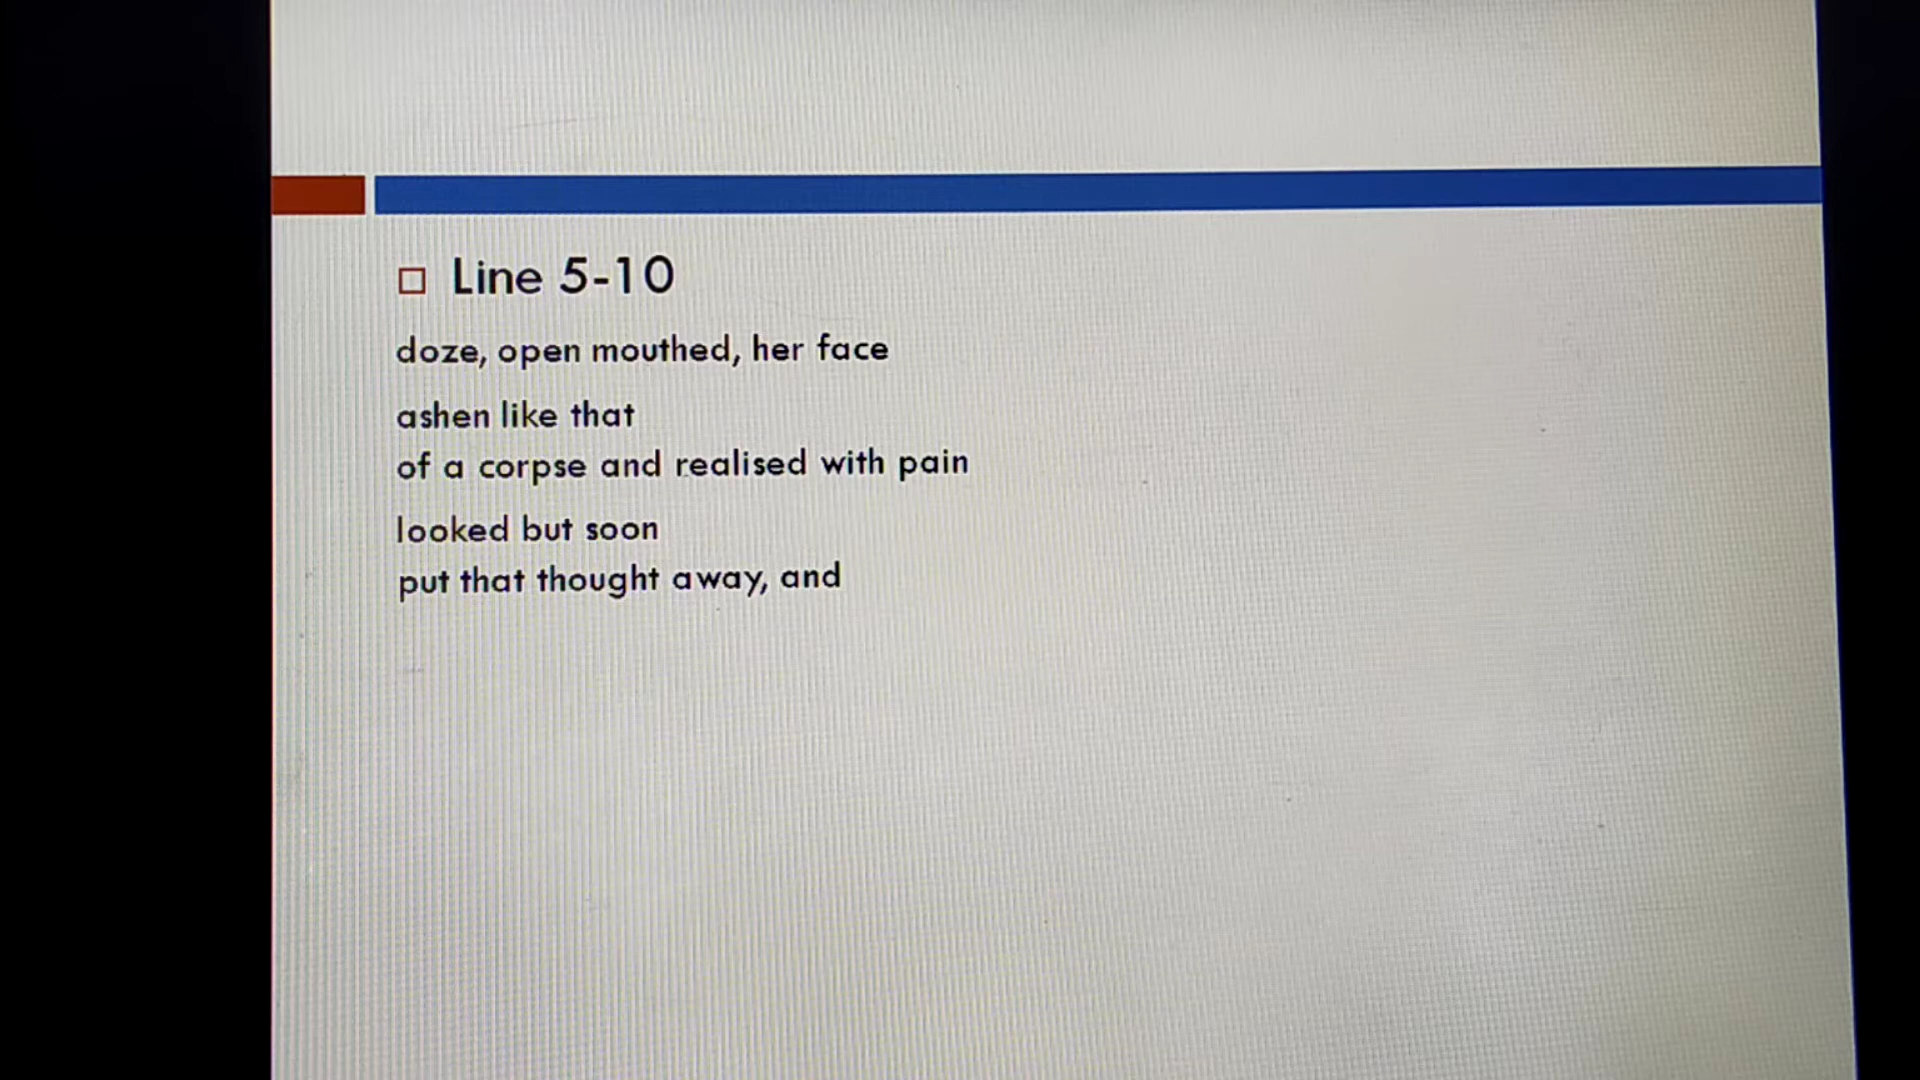 Line 5-10
doze, open mouthed, her face
ashen like that
of a corpse and realised with pain
looked but soon
put that thought away, and